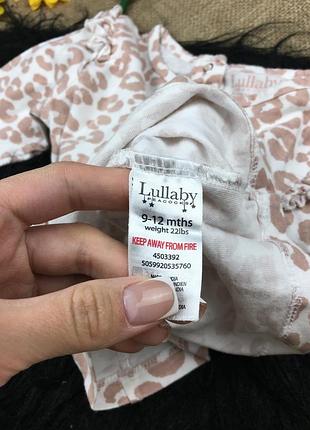 Lullaby
Lullaby
PEACOCKS
9-12 mths
weight 22lbs
KEEP AWAY FROM FIRE
4503392
5059920535760